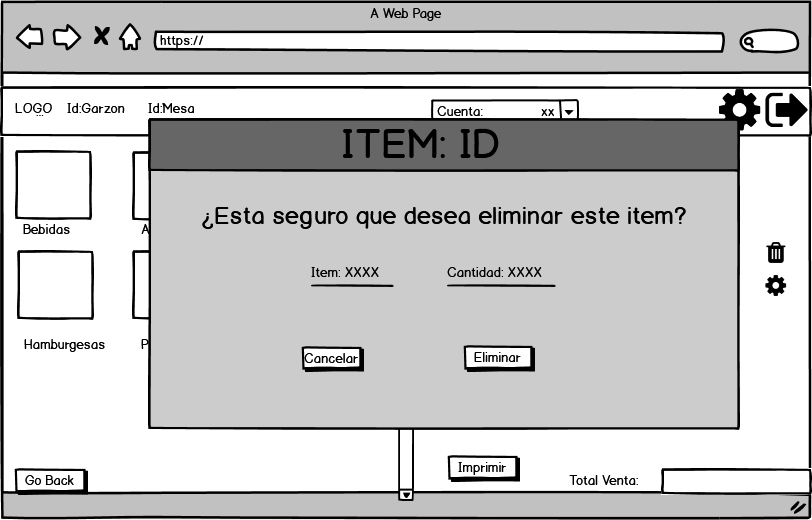 A Web Page
https://
LOGO Id:Garzon Id:Mesa Cuenta: xx
ITEM: ID
¿Esta seguro que desea eliminar este item?
Bebidas A
Item: XXXX Cantidad: XXXX
Hamburgesas P
Cancelar Eliminar
Imprimir
Go Back Total Venta: